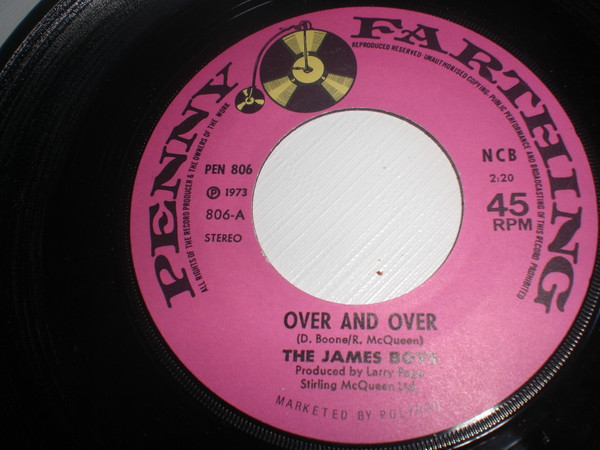 PENNY FARTHING
REPRODUCED RESERVED · UNAUTHORISED COPYING, PUBLIC PERFORMANCE AND BROADCASTING OF THIS RECORD PROHIBITED
ALL RIGHTS OF THE RECORD PRODUCER & THE OWNERS OF THE WORK
PEN 806
Ⓟ 1973
806-A
STEREO
NCB
2:20
45
RPM
OVER AND OVER
(D. Boone/R. McQueen)
THE JAMES BOYS
Produced by Larry Page
Stirling McQueen Ltd.
MARKETED BY